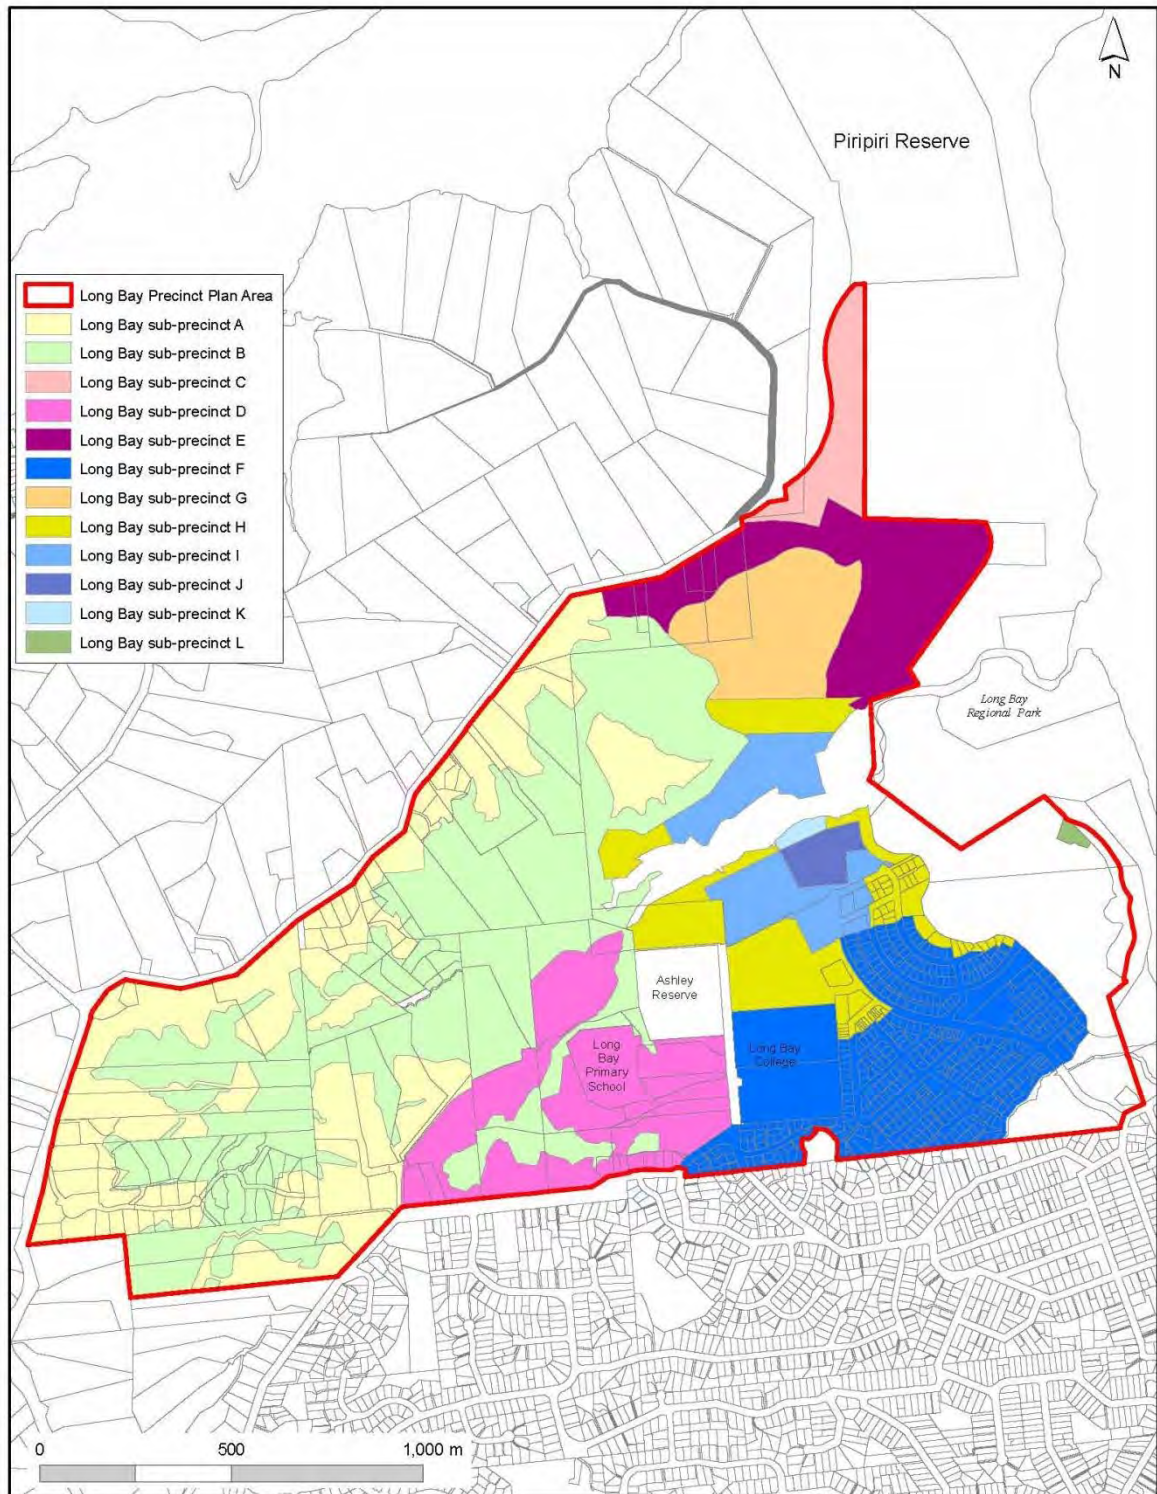 N
Piripiri Reserve
Long Bay Precinct Plan Area
Long Bay sub-precinct A
Long Bay sub-precinct B
Long Bay sub-precinct C
Long Bay sub-precinct D
Long Bay sub-precinct E
Long Bay sub-precinct F
Long Bay sub-precinct G
Long Bay sub-precinct H
Long Bay sub-precinct I
Long Bay sub-precinct J
Long Bay sub-precinct K
Long Bay sub-precinct L
Long Bay
Regional Park
Ashley
Reserve
Long
Bay
Primary
School
Long Bay
College
0 500 1,000 m